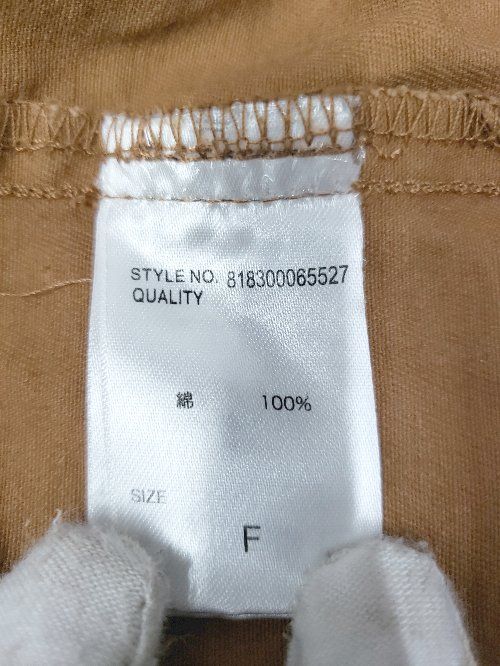 STYLE NO. 818300065527
QUALITY
綿 100%
SIZE
F